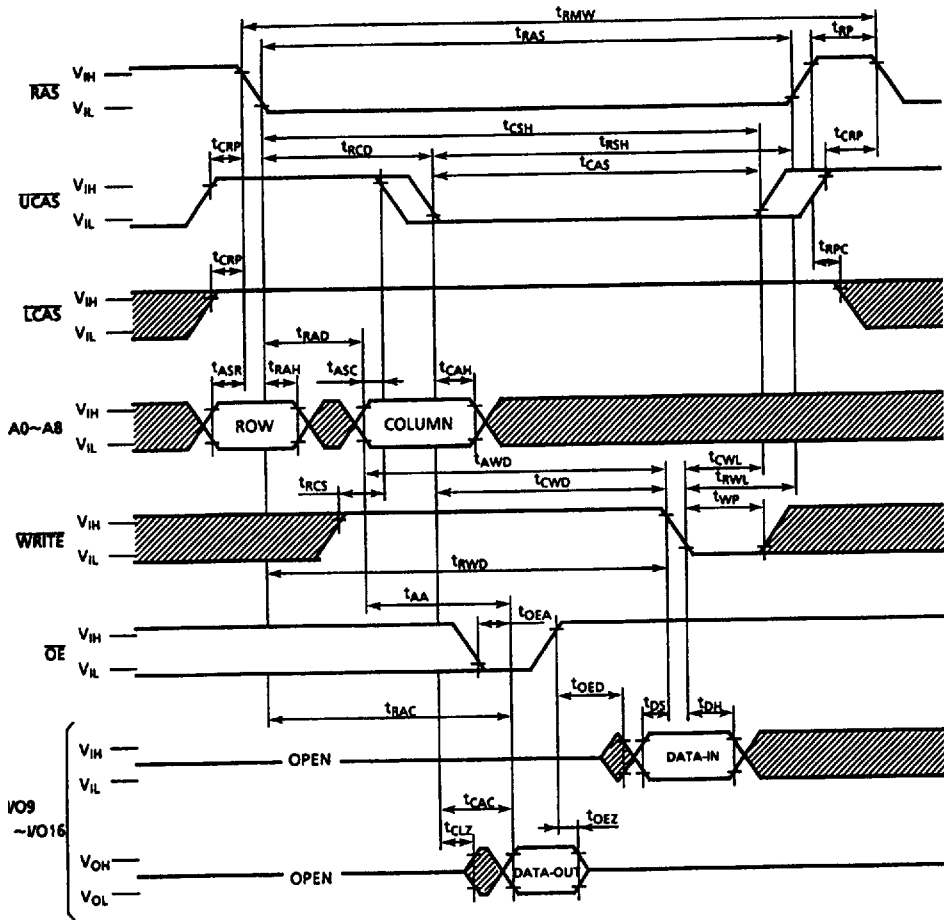 tRMW
tRAS
tRP
RAS
VIH
VIL
tCSH
tCRP
tRCD
tRSH
tCRP
tCAS
UCAS
VIH
VIL
tCRP
tRPC
LCAS
VIH
VIL
tRAD
tASR
tRAH
tASC
tCAH
A0~A8
VIH
VIL
ROW
COLUMN
tAWD
tCWL
tRCS
tCWD
tRWL
tWP
WRITE
VIH
VIL
tRWD
tAA
tOEA
OE
VIH
VIL
tOED
tRAC
tDS
tDH
VIH
VIL
OPEN
DATA-IN
I/O9
~I/O16
tCAC
tCLZ
tOEZ
VOH
VOL
OPEN
DATA-OUT